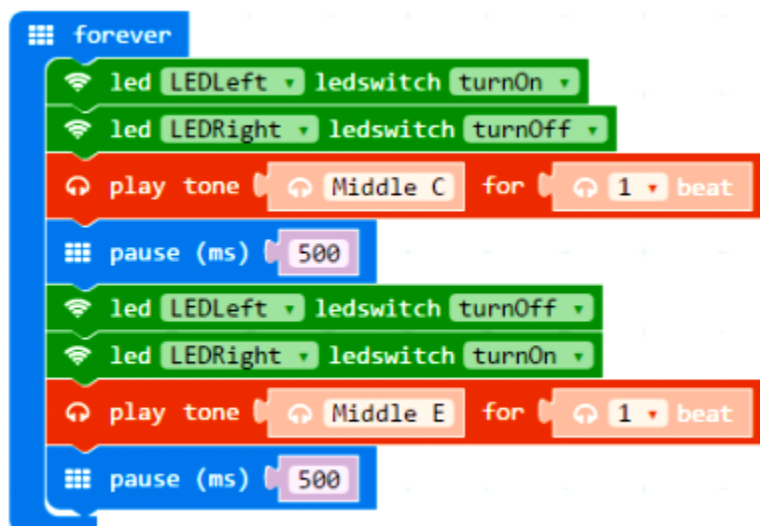 forever
led LEDLeft ledswitch turnOn
led LEDRight ledswitch turnOff
play tone Middle C for 1 beat
pause (ms) 500
led LEDLeft ledswitch turnOff
led LEDRight ledswitch turnOn
play tone Middle E for 1 beat
pause (ms) 500